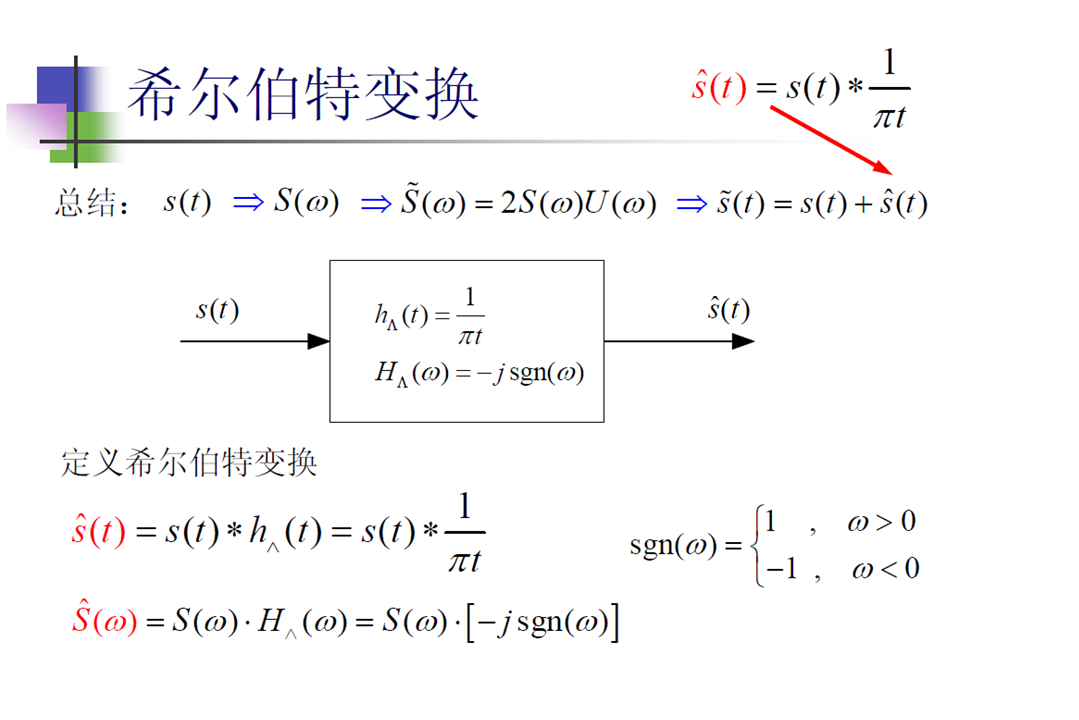 希尔伯特变换
ŝ(t) = s(t) * 1/πt
总结： s(t) ⇒ S(ω) ⇒ S̃(ω) = 2S(ω)U(ω) ⇒ s̃(t) = s(t) + ŝ(t)
s(t)
h_Λ(t) = 1/πt
H_Λ(ω) = −j sgn(ω)
ŝ(t)
定义希尔伯特变换
ŝ(t) = s(t) * h_∧(t) = s(t) * 1/πt
sgn(ω) = { 1 , ω > 0
−1 , ω < 0
Ŝ(ω) = S(ω) · H_∧(ω) = S(ω) · [−j sgn(ω)]